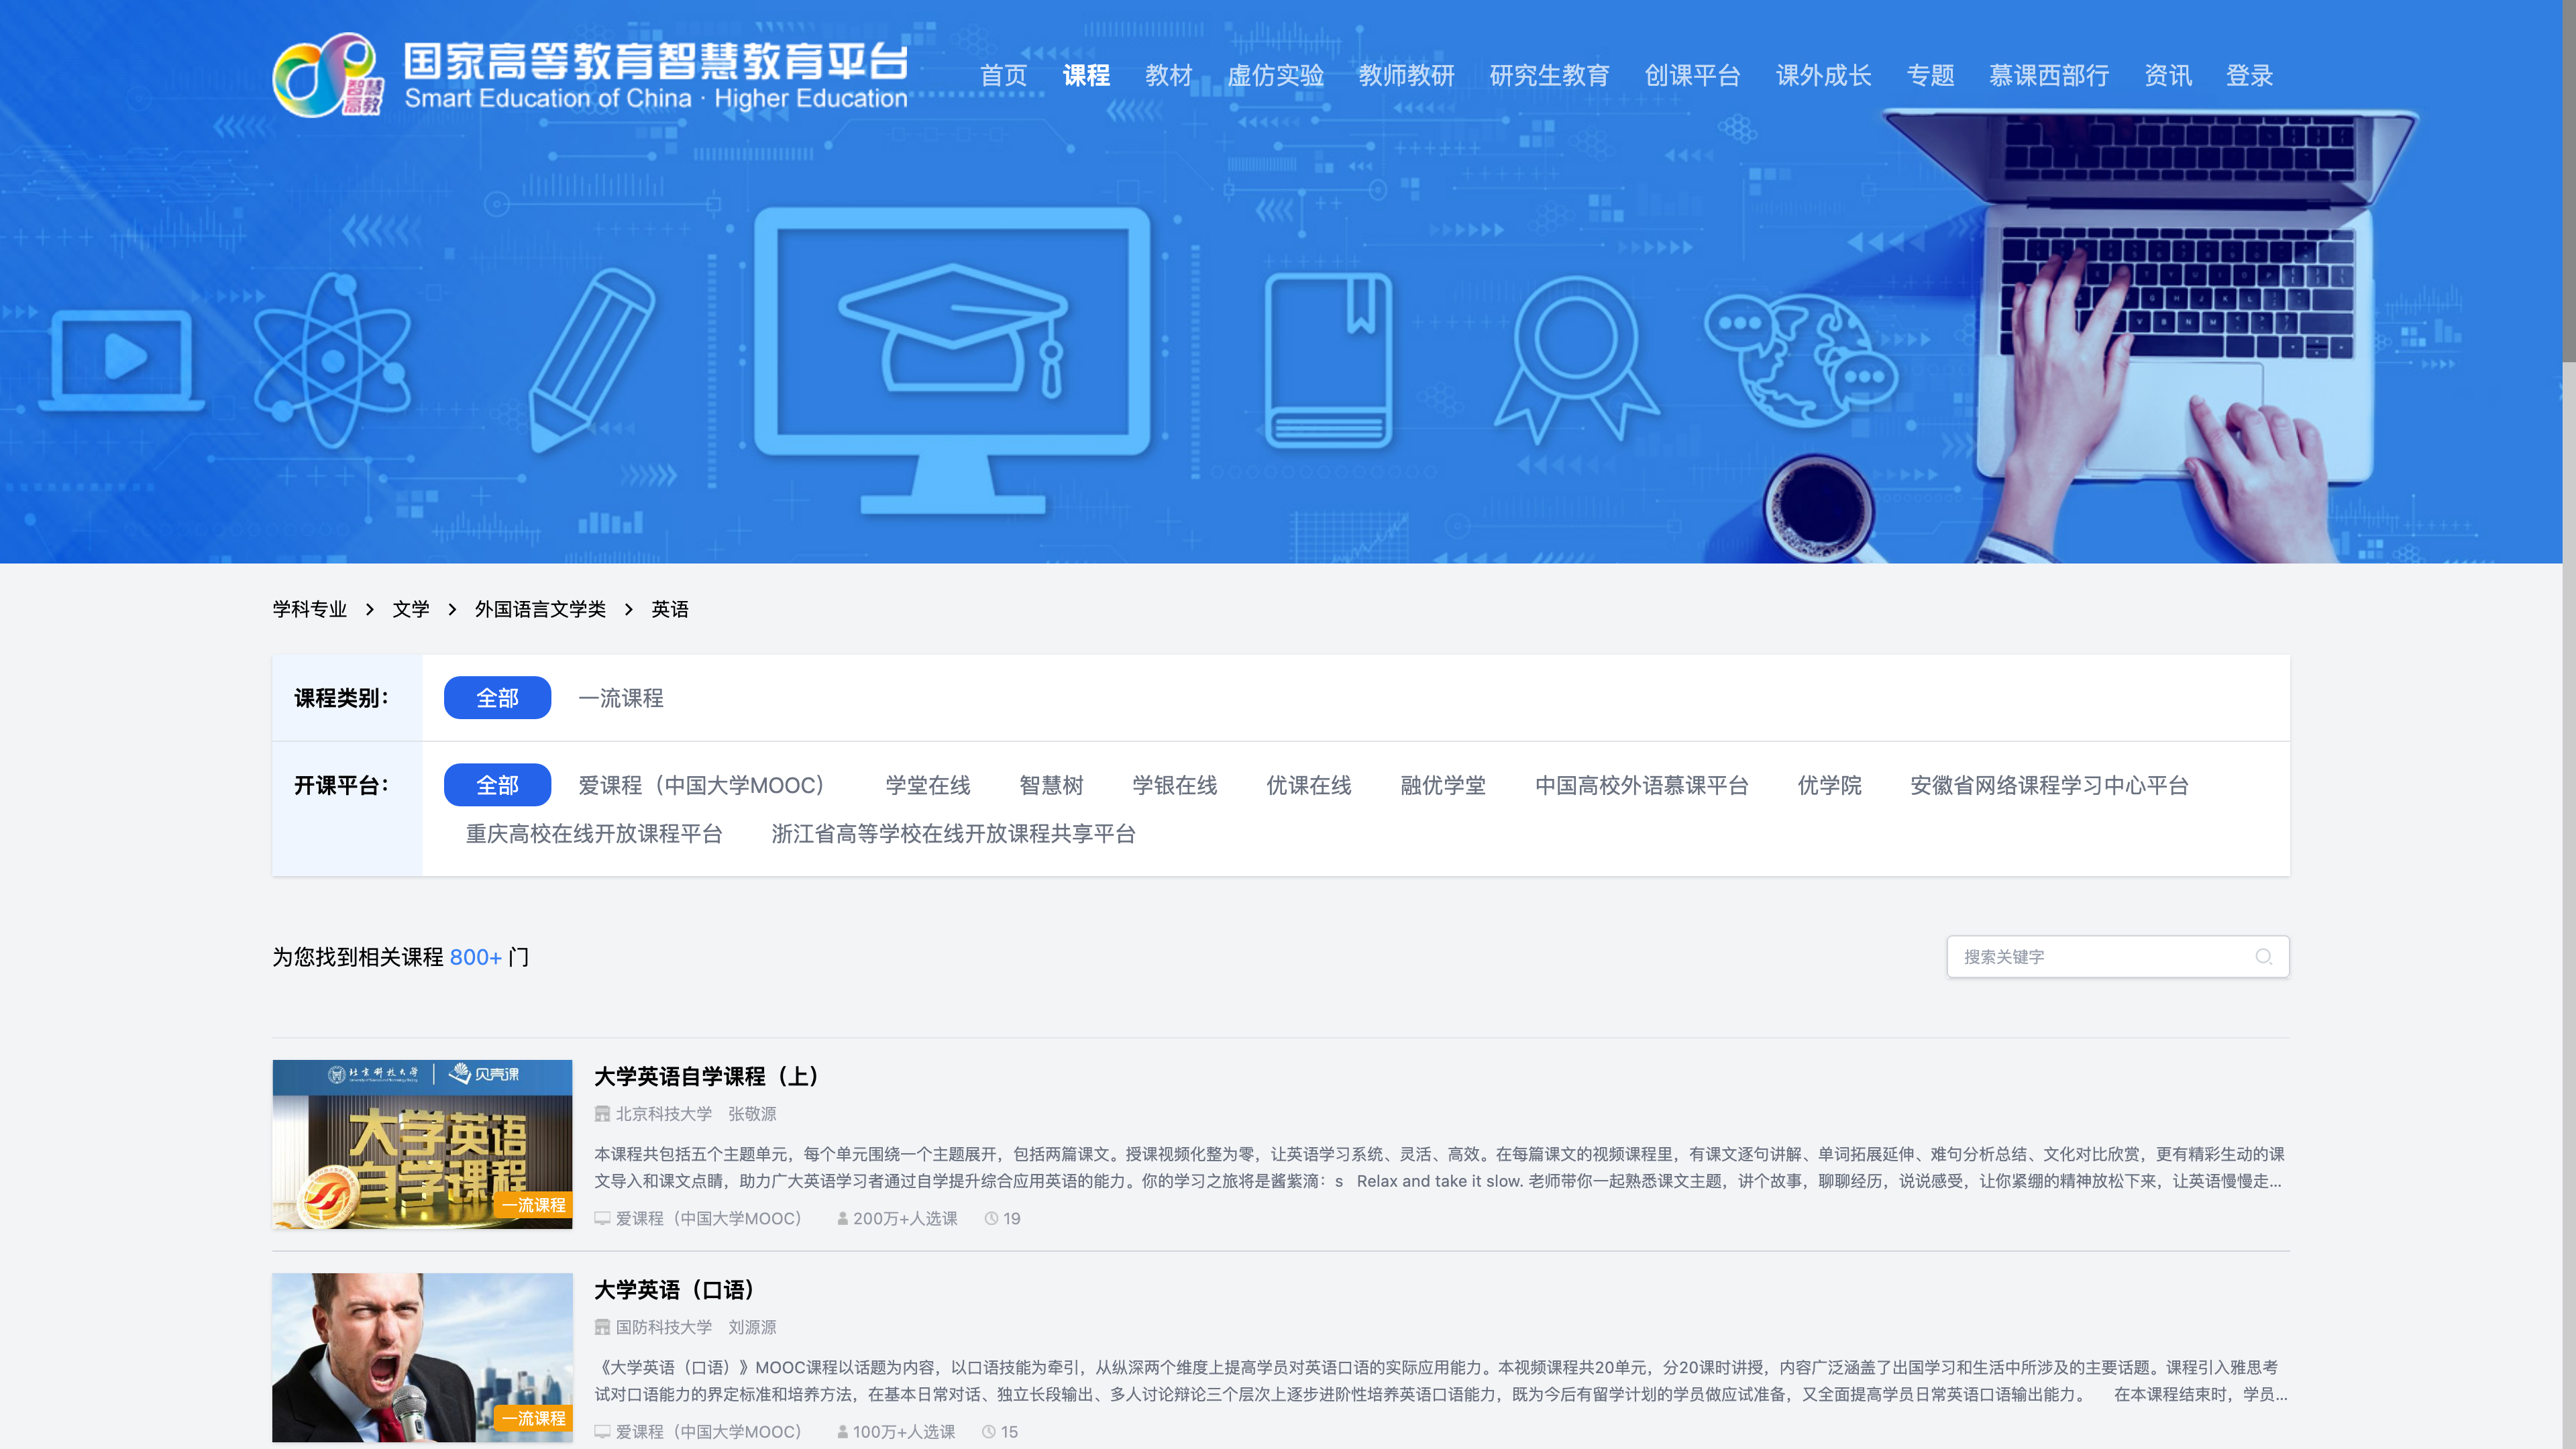 国家高等教育智慧教育平台
Smart Education of China · Higher Education
智慧高教
首页 课程 教材 虚仿实验 教师教研 研究生教育 创课平台 课外成长 专题 慕课西部行 资讯 登录
学科专业 > 文学 > 外国语言文学类 > 英语
课程类别： 全部 一流课程
开课平台： 全部 爱课程（中国大学MOOC） 学堂在线 智慧树 学银在线 优课在线 融优学堂 中国高校外语慕课平台 优学院 安徽省网络课程学习中心平台
重庆高校在线开放课程平台 浙江省高等学校在线开放课程共享平台
为您找到相关课程 800+ 门
搜索关键字
北京科技大学 贝壳课
大学英语
自学课程
一流课程
大学英语自学课程（上）
北京科技大学 张敬源
本课程共包括五个主题单元，每个单元围绕一个主题展开，包括两篇课文。授课视频化整为零，让英语学习系统、灵活、高效。在每篇课文的视频课程里，有课文逐句讲解、单词拓展延伸、难句分析总结、文化对比欣赏，更有精彩生动的课
文导入和课文点睛，助力广大英语学习者通过自学提升综合应用英语的能力。你的学习之旅将是酱紫滴：s Relax and take it slow. 老师带你一起熟悉课文主题，讲个故事，聊聊经历，说说感受，让你紧绷的精神放松下来，让英语慢慢走...
爱课程（中国大学MOOC） 200万+人选课 19
一流课程
大学英语（口语）
国防科技大学 刘源源
《大学英语（口语）》MOOC课程以话题为内容，以口语技能为牵引，从纵深两个维度上提高学员对英语口语的实际应用能力。本视频课程共20单元，分20课时讲授，内容广泛涵盖了出国学习和生活中所涉及的主要话题。课程引入雅思考
试对口语能力的界定标准和培养方法，在基本日常对话、独立长段输出、多人讨论辩论三个层次上逐步进阶性培养英语口语能力，既为今后有留学计划的学员做应试准备，又全面提高学员日常英语口语输出能力。 在本课程结束时，学员...
爱课程（中国大学MOOC） 100万+人选课 15